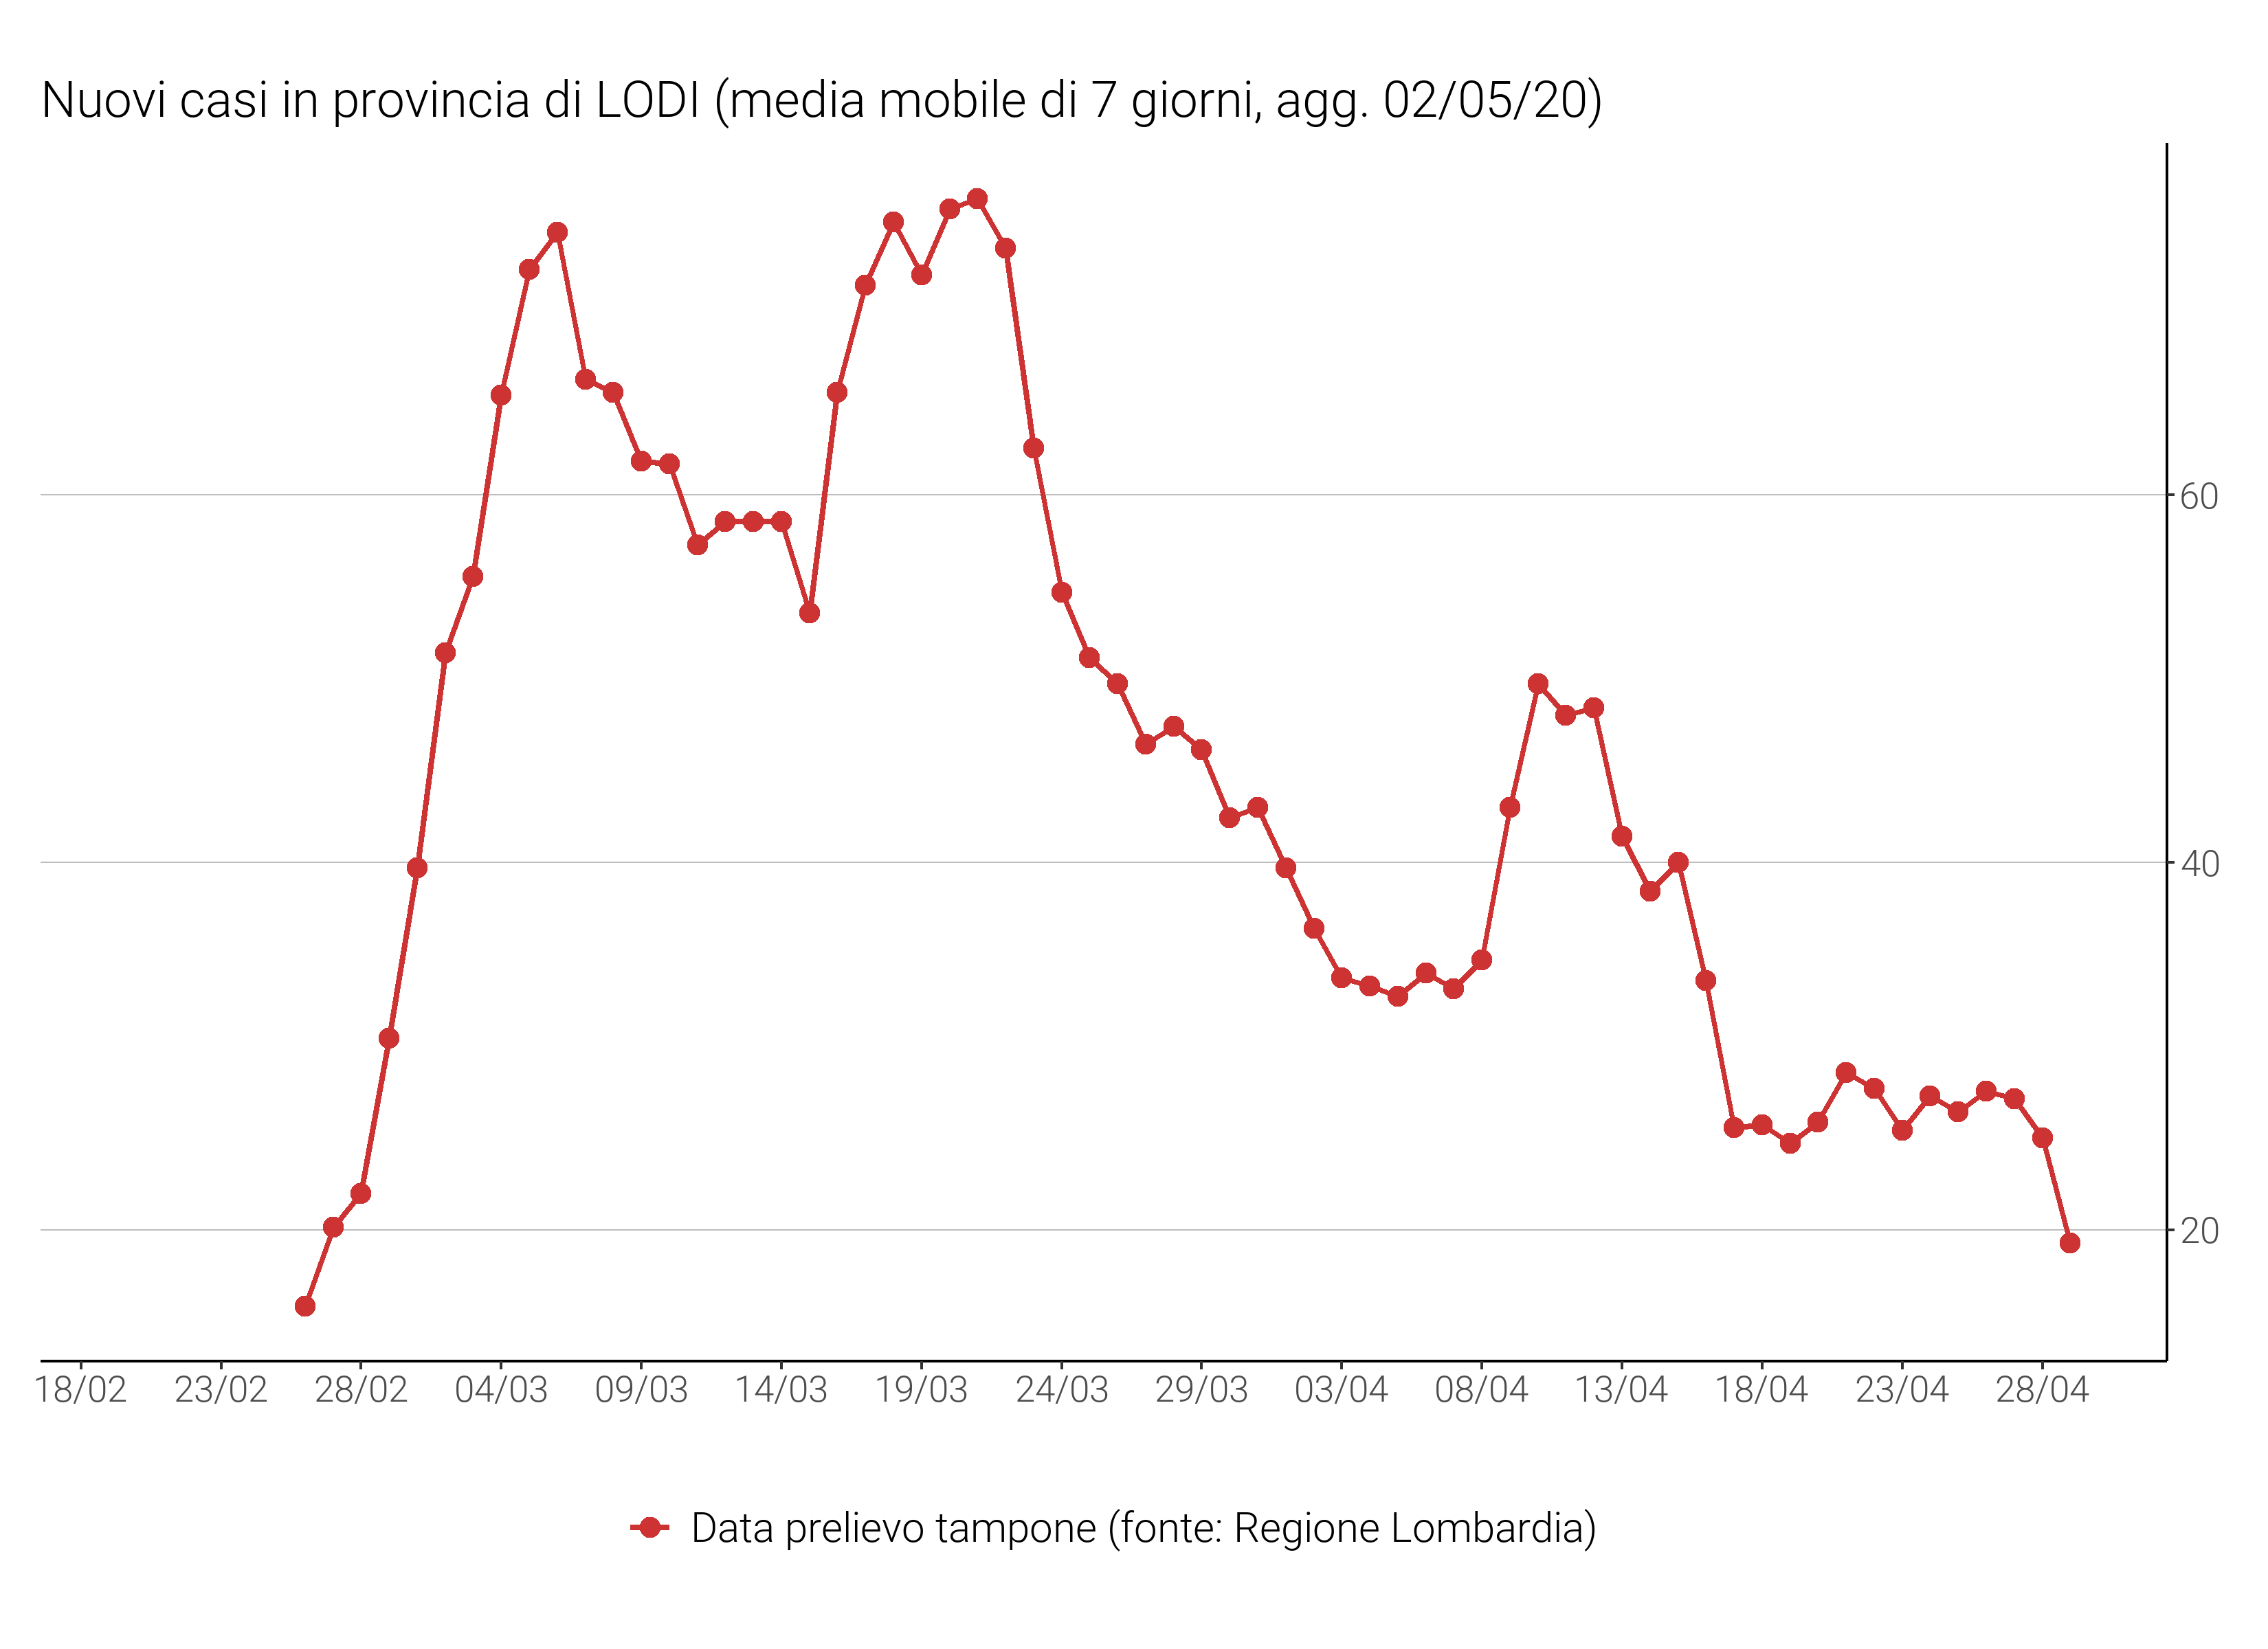 Nuovi casi in provincia di LODI (media mobile di 7 giorni, agg. 02/05/20)
60
40
20
18/02 23/02 28/02 04/03 09/03 14/03 19/03 24/03 29/03 03/04 08/04 13/04 18/04 23/04 28/04
Data prelievo tampone (fonte: Regione Lombardia)